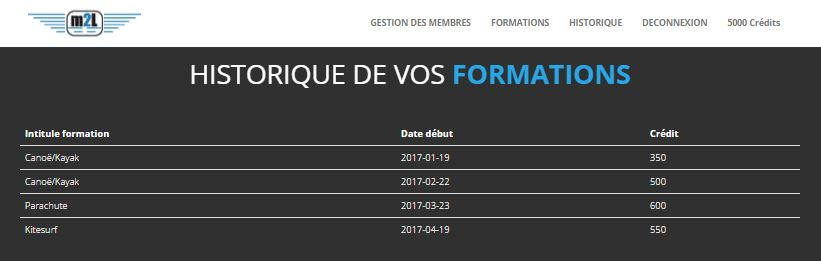 m2L GESTION DES MEMBRES FORMATIONS HISTORIQUE DECONNEXION 5000 Crédits
HISTORIQUE DE VOS FORMATIONS
Intitule formation Date début Crédit
Canoë/Kayak 2017-01-19 350
Canoë/Kayak 2017-02-22 500
Parachute 2017-03-23 600
Kitesurf 2017-04-19 550